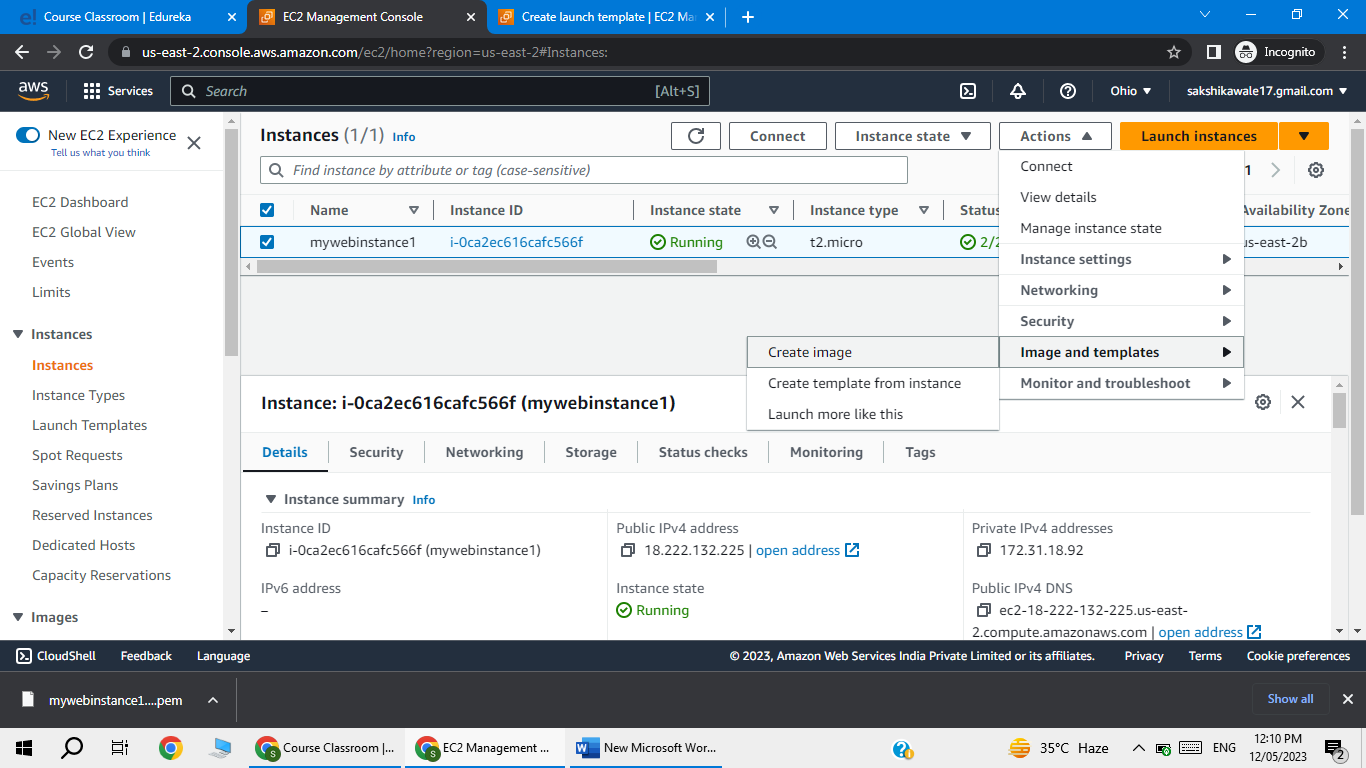 Course Classroom | Edureka
EC2 Management Console
Create launch template | EC2 Ma
us-east-2.console.aws.amazon.com/ec2/home?region=us-east-2#Instances:
Incognito
aws
Services
Search
[Alt+S]
Ohio
sakshikawale17.gmail.com
New EC2 Experience
Tell us what you think
EC2 Dashboard
EC2 Global View
Events
Limits
Instances
Instances
Instance Types
Launch Templates
Spot Requests
Savings Plans
Reserved Instances
Dedicated Hosts
Capacity Reservations
Images
Instances (1/1) Info
Connect
Instance state
Actions
Launch instances
Find instance by attribute or tag (case-sensitive)
1
Name
Instance ID
Instance state
Instance type
Status
Availability Zone
mywebinstance1
i-0ca2ec616cafc566f
Running
t2.micro
2/2
us-east-2b
Connect
View details
Manage instance state
Instance settings
Networking
Security
Image and templates
Monitor and troubleshoot
Create image
Create template from instance
Launch more like this
Instance: i-0ca2ec616cafc566f (mywebinstance1)
Details
Security
Networking
Storage
Status checks
Monitoring
Tags
Instance summary Info
Instance ID
i-0ca2ec616cafc566f (mywebinstance1)
IPv6 address
–
Public IPv4 address
18.222.132.225 | open address
Instance state
Running
Private IPv4 addresses
172.31.18.92
Public IPv4 DNS
ec2-18-222-132-225.us-east-
2.compute.amazonaws.com | open address
CloudShell
Feedback
Language
© 2023, Amazon Web Services India Private Limited or its affiliates.
Privacy
Terms
Cookie preferences
mywebinstance1....pem
Show all
Course Classroom |...
EC2 Management ...
New Microsoft Wor...
35°C Haze
ENG
12:10 PM
12/05/2023
2